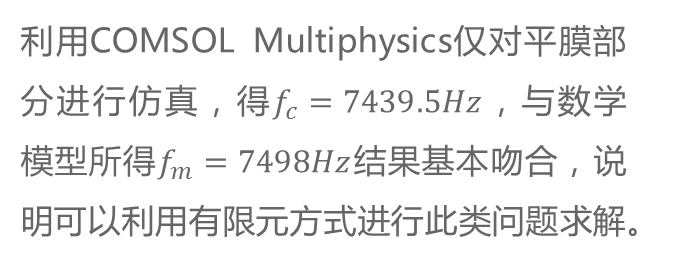 利用COMSOL Multiphysics仅对平膜部
分进行仿真，得f_c = 7439.5Hz，与数学
模型所得f_m = 7498Hz结果基本吻合，说
明可以利用有限元方式进行此类问题求解。